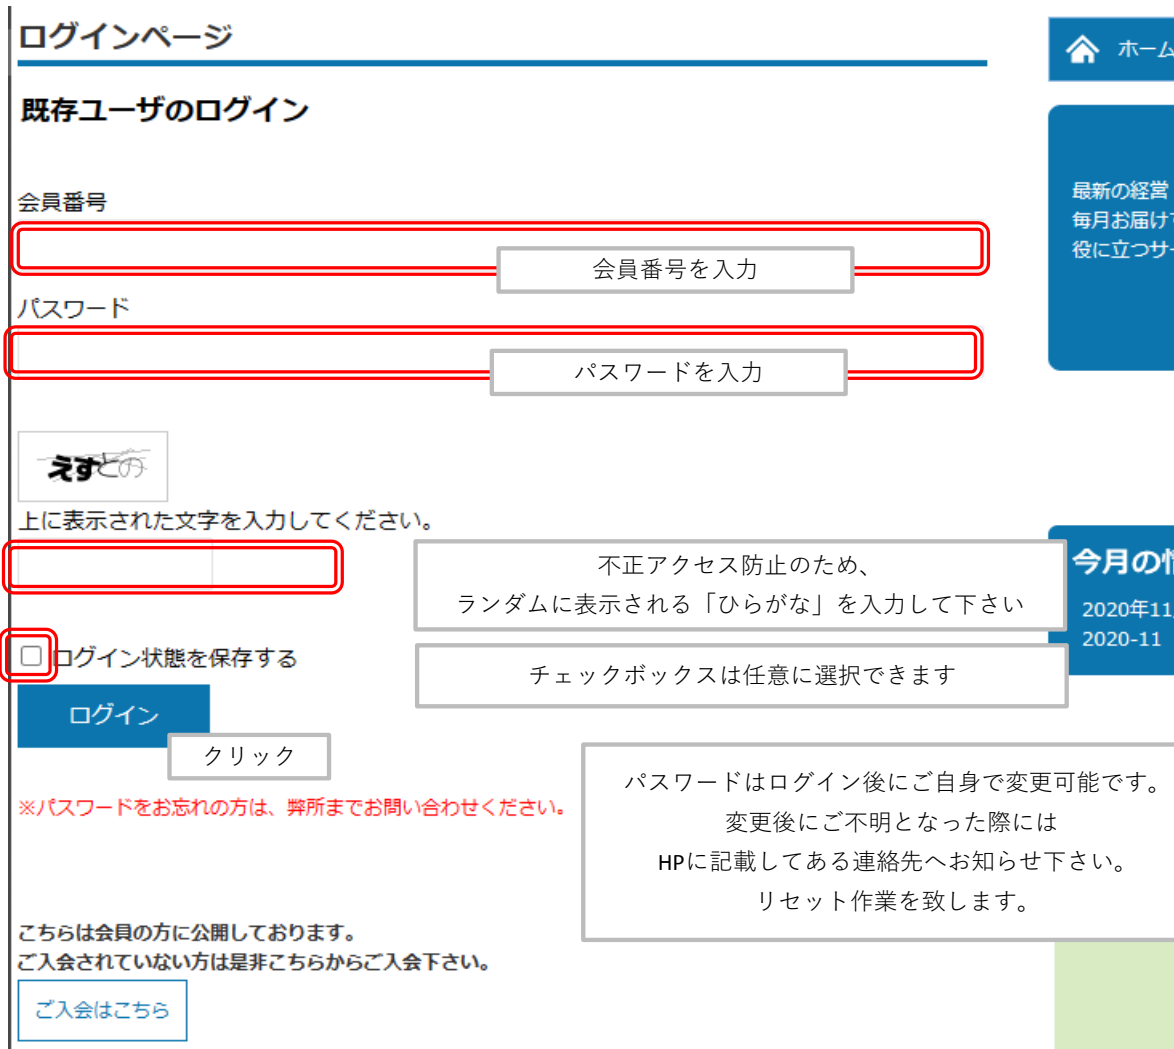 ログインページ
既存ユーザのログイン
会員番号
会員番号を入力
パスワード
パスワードを入力
えすとの
上に表示された文字を入力してください。
不正アクセス防止のため、
ランダムに表示される「ひらがな」を入力して下さい
ログイン状態を保存する
チェックボックスは任意に選択できます
ログイン
クリック
※パスワードをお忘れの方は、弊所までお問い合わせください。
パスワードはログイン後にご自身で変更可能です。
変更後にご不明となった際には
HPに記載してある連絡先へお知らせ下さい。
リセット作業を致します。
こちらは会員の方に公開しております。
ご入会されていない方は是非こちらからご入会下さい。
ご入会はこちら
ホーム
最新の経営
毎月お届け
役に立つサ
今月の
2020年11
2020-11